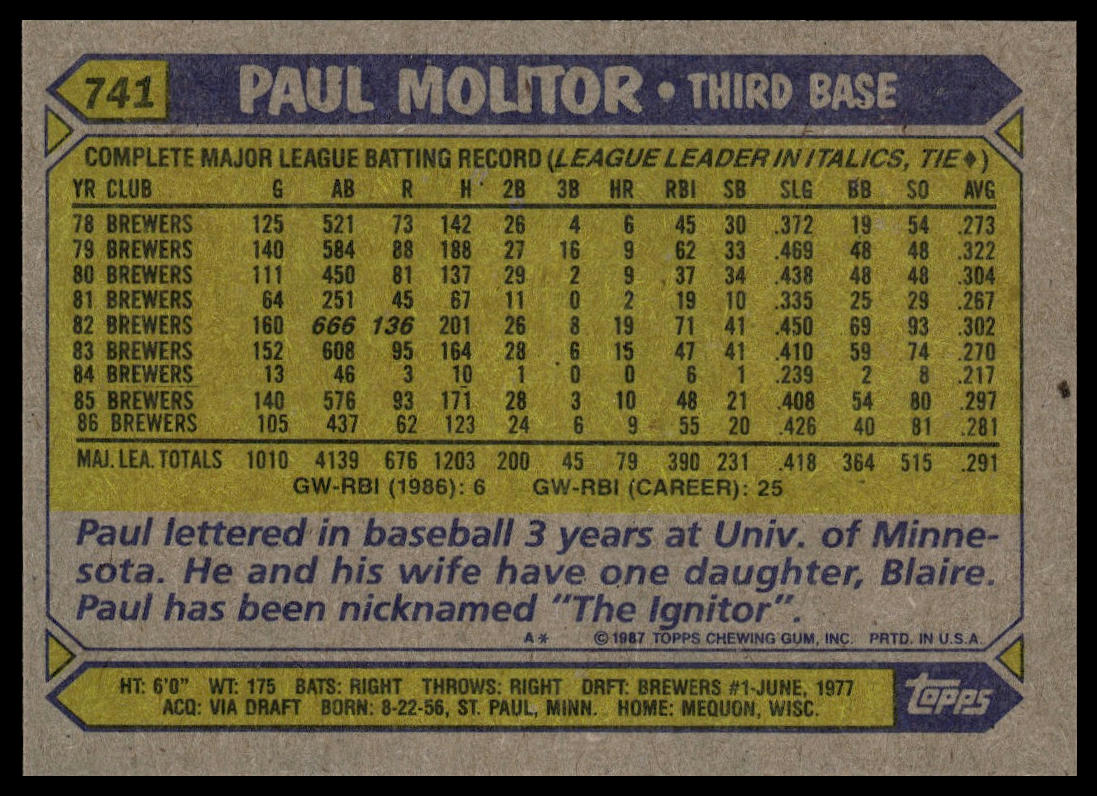 741 PAUL MOLITOR • THIRD BASE
COMPLETE MAJOR LEAGUE BATTING RECORD (LEAGUE LEADER IN ITALICS, TIE♦)
YR CLUB G AB R H 2B 3B HR RBI SB SLG BB SO AVG
78 BREWERS 125 521 73 142 26 4 6 45 30 .372 19 54 .273
79 BREWERS 140 584 88 188 27 16 9 62 33 .469 48 48 .322
80 BREWERS 111 450 81 137 29 2 9 37 34 .438 48 48 .304
81 BREWERS 64 251 45 67 11 0 2 19 10 .335 25 29 .267
82 BREWERS 160 666 136 201 26 8 19 71 41 .450 69 93 .302
83 BREWERS 152 608 95 164 28 6 15 47 41 .410 59 74 .270
84 BREWERS 13 46 3 10 1 0 0 6 1 .239 2 8 .217
85 BREWERS 140 576 93 171 28 3 10 48 21 .408 54 80 .297
86 BREWERS 105 437 62 123 24 6 9 55 20 .426 40 81 .281
MAJ. LEA. TOTALS 1010 4139 676 1203 200 45 79 390 231 .418 364 515 .291
GW-RBI (1986): 6 GW-RBI (CAREER): 25
Paul lettered in baseball 3 years at Univ. of Minne-
sota. He and his wife have one daughter, Blaire.
Paul has been nicknamed "The Ignitor".
A* ©1987 TOPPS CHEWING GUM, INC. PRTD. IN U.S.A.
HT: 6'0" WT: 175 BATS: RIGHT THROWS: RIGHT DRFT: BREWERS #1-JUNE, 1977
ACQ: VIA DRAFT BORN: 8-22-56, ST. PAUL, MINN. HOME: MEQUON, WISC.
topps